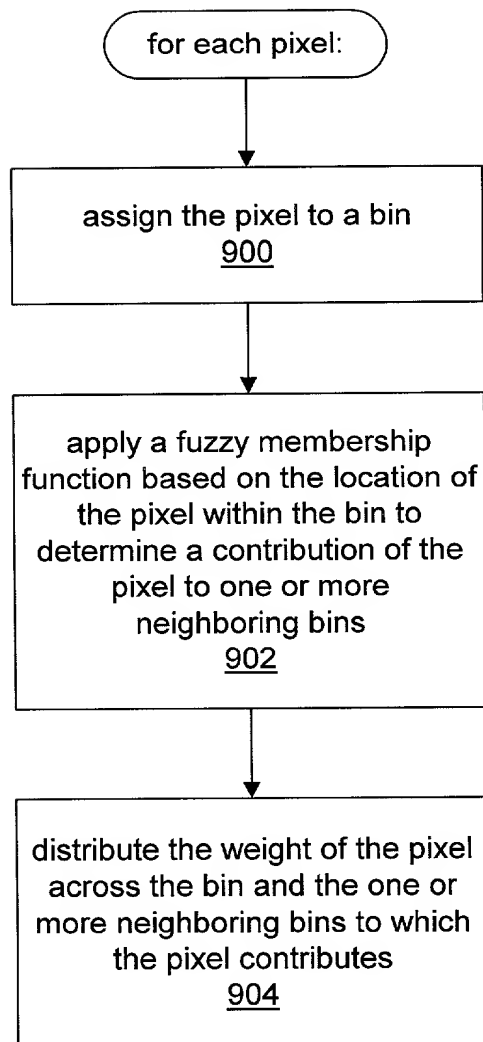 for each pixel:
assign the pixel to a bin
900
apply a fuzzy membership
function based on the location of
the pixel within the bin to
determine a contribution of the
pixel to one or more
neighboring bins
902
distribute the weight of the pixel
across the bin and the one or
more neighboring bins to which
the pixel contributes
904